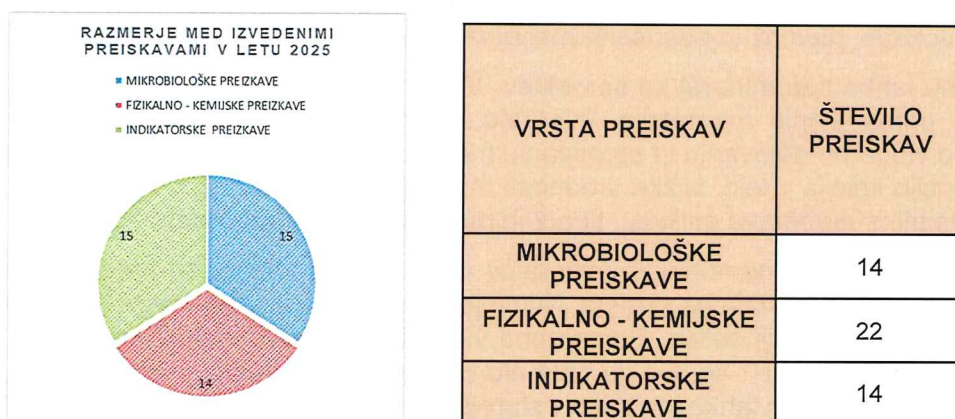 RAZMERJE MED IZVEDENIMI
PREISKAVAMI V LETU 2025
MIKROBIOLOŠKE PREIZKAVE
FIZIKALNO - KEMIJSKE PREIZKAVE
INDIKATORSKE PREIZKAVE
15
15
14
VRSTA PREISKAV
ŠTEVILO
PREISKAV
MIKROBIOLOŠKE
PREISKAVE
14
FIZIKALNO - KEMIJSKE
PREISKAVE
22
INDIKATORSKE
PREISKAVE
14